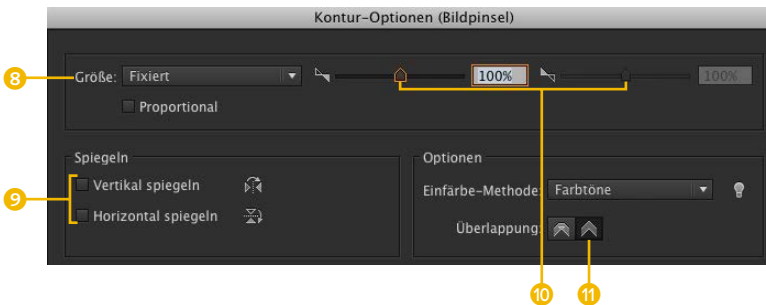 Kontur-Optionen (Bildpinsel)
8 Größe: Fixiert 100% 100%
Proportional
Spiegeln
9 Vertikal spiegeln
Horizontal spiegeln
Optionen
Einfärbe-Methode: Farbtöne
Überlappung:
10 11